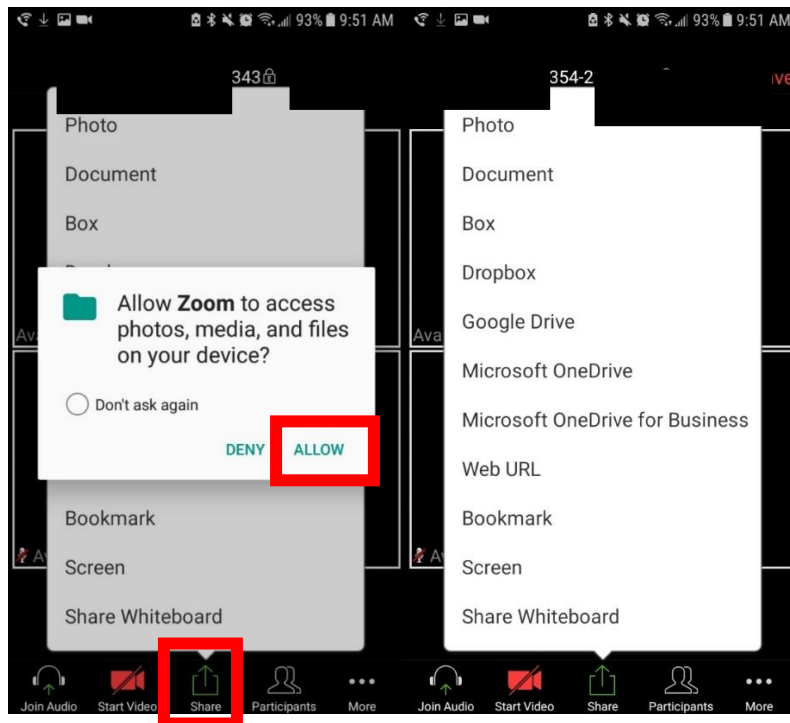 93% 9:51 AM
343
Photo
Document
Box
Allow Zoom to access
photos, media, and files
on your device?
Don't ask again
DENY ALLOW
Bookmark
Screen
Share Whiteboard
Join Audio Start Video Share Participants More
93% 9:51 AM
354-2
Photo
Document
Box
Dropbox
Ava
Google Drive
Microsoft OneDrive
Microsoft OneDrive for Business
Web URL
Bookmark
Screen
Share Whiteboard
Join Audio Start Video Share Participants More